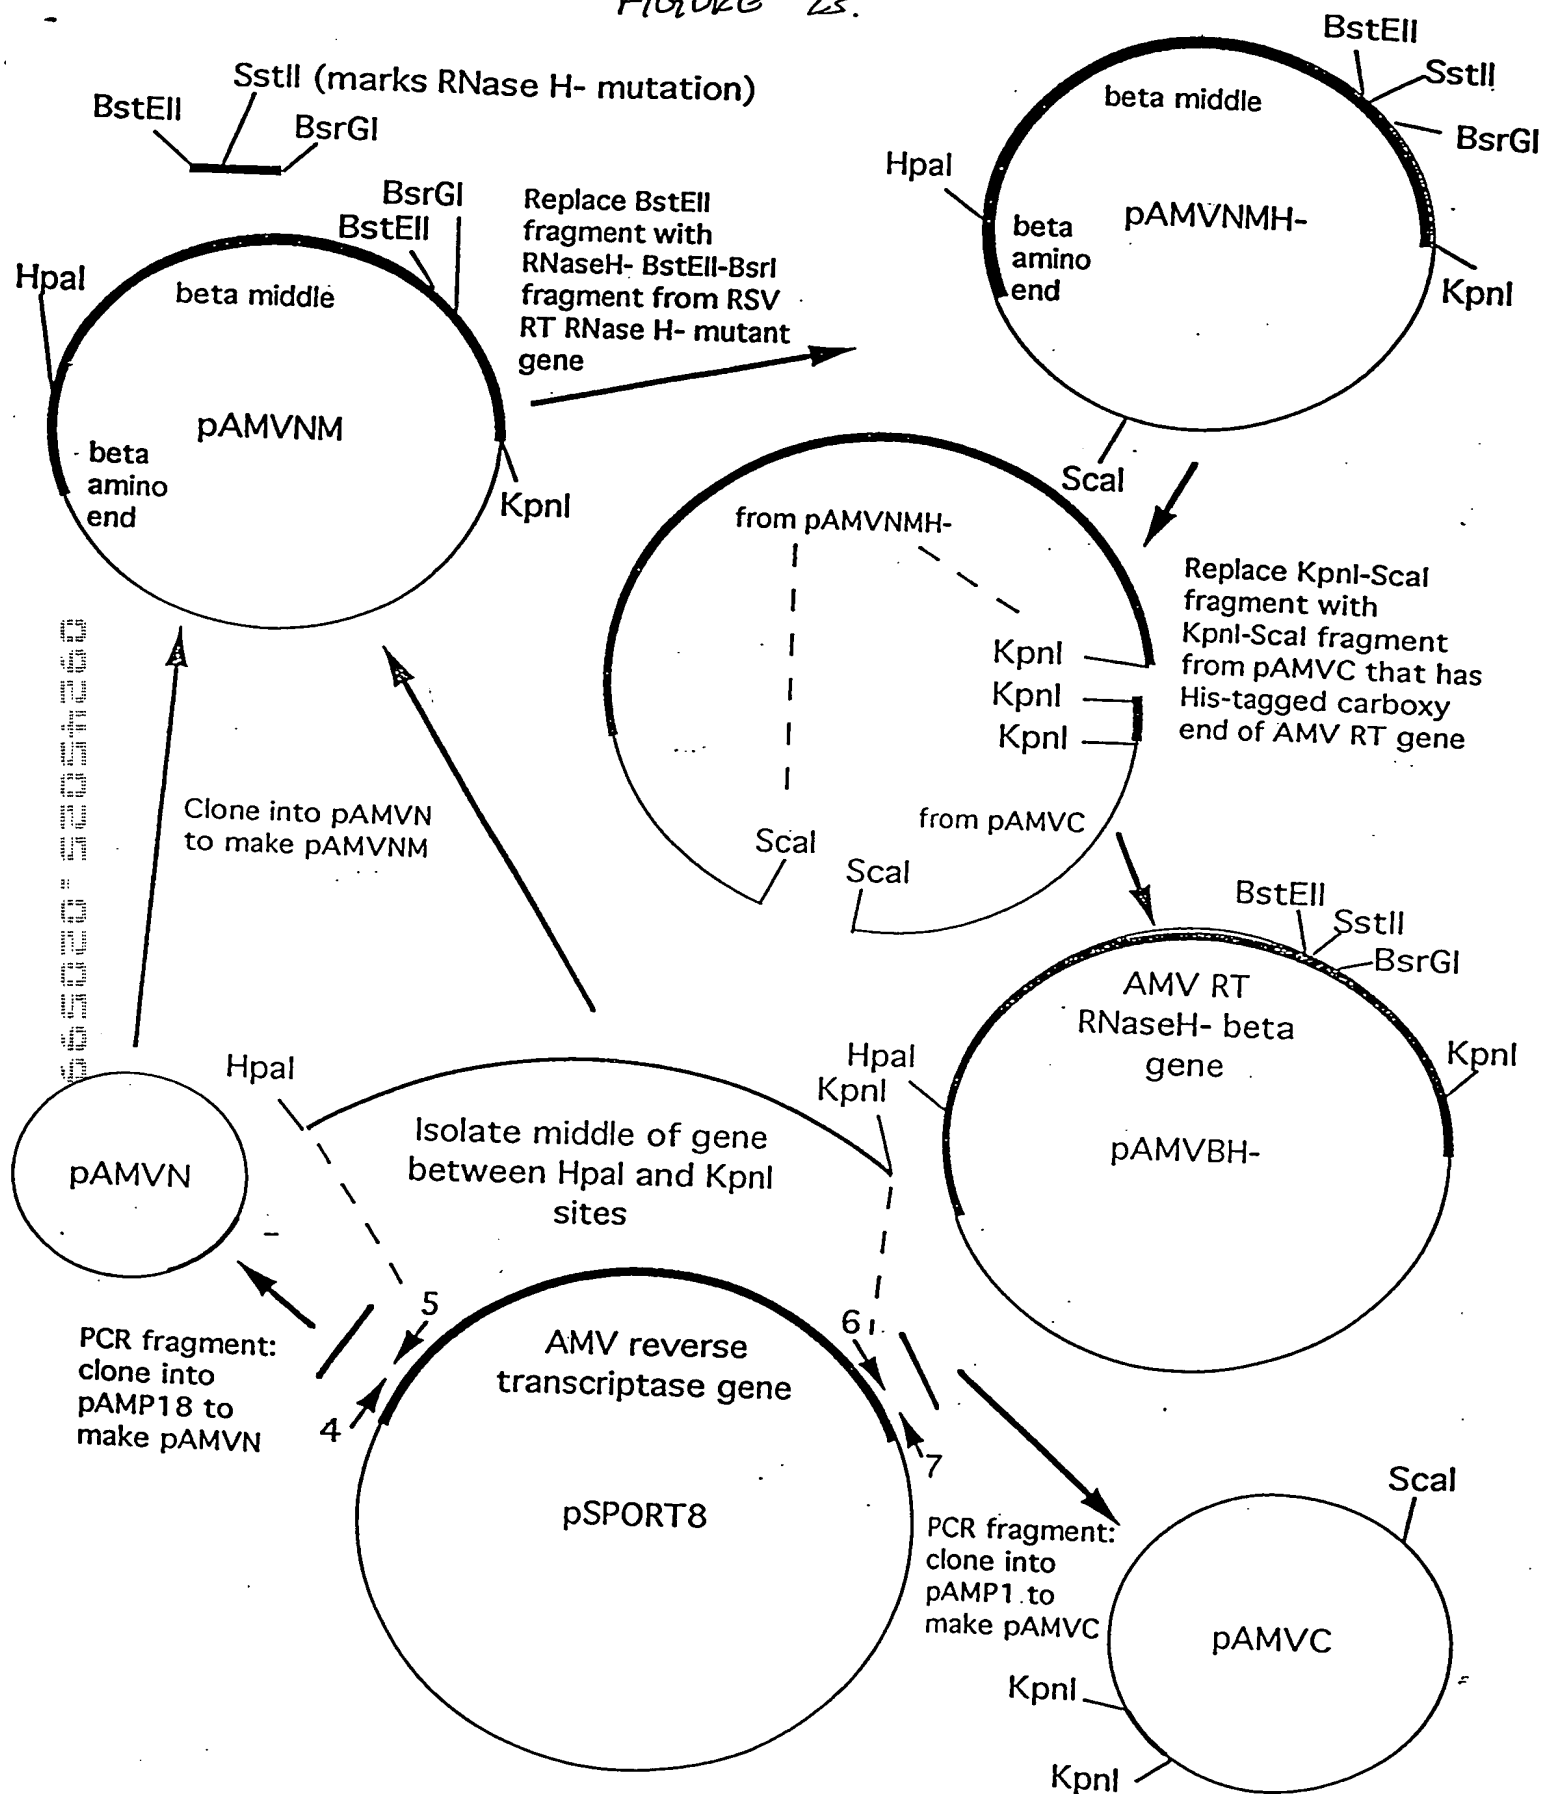 FIGURE 25.
SstII (marks RNase H- mutation)
BstEII
BsrGI
BsrGI
BstEII
HpaI
beta middle
pAMVNM
beta
amino
end
KpnI
Replace BstEII
fragment with
RNaseH- BstEII-BsrI
fragment from RSV
RT RNase H- mutant
gene
BstEII
SstII
BsrGI
beta middle
HpaI
pAMVNMH-
beta
amino
end
KpnI
ScaI
from pAMVNMH-
KpnI
KpnI
KpnI
Replace KpnI-ScaI
fragment with
KpnI-ScaI fragment
from pAMVC that has
His-tagged carboxy
end of AMV RT gene
from pAMVC
ScaI
ScaI
Clone into pAMVN
to make pAMVNM
BstEII
SstII
BsrGI
AMV RT
RNaseH- beta
gene
HpaI
KpnI
pAMVBH-
HpaI
KpnI
Isolate middle of gene
between HpaI and KpnI
sites
pAMVN
PCR fragment:
clone into
pAMP18 to
make pAMVN
5
4
6
7
AMV reverse
transcriptase gene
pSPORT8
PCR fragment:
clone into
pAMP1 to
make pAMVC
ScaI
pAMVC
KpnI
KpnI